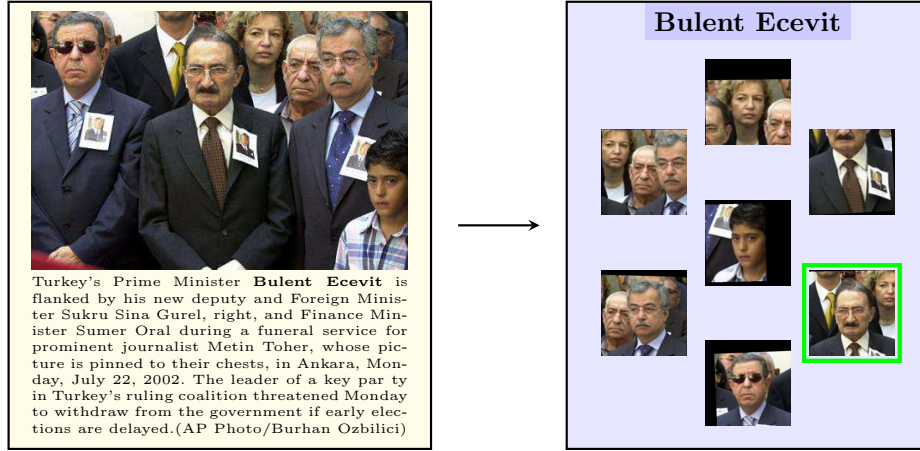 Bulent Ecevit
Turkey's Prime Minister Bulent Ecevit is
flanked by his new deputy and Foreign Minis-
ter Sukru Sina Gurel, right, and Finance Min-
ister Sumer Oral during a funeral service for
prominent journalist Metin Toher, whose pic-
ture is pinned to their chests, in Ankara, Mon-
day, July 22, 2002. The leader of a key par ty
in Turkey's ruling coalition threatened Monday
to withdraw from the government if early elec-
tions are delayed.(AP Photo/Burhan Ozbilici)